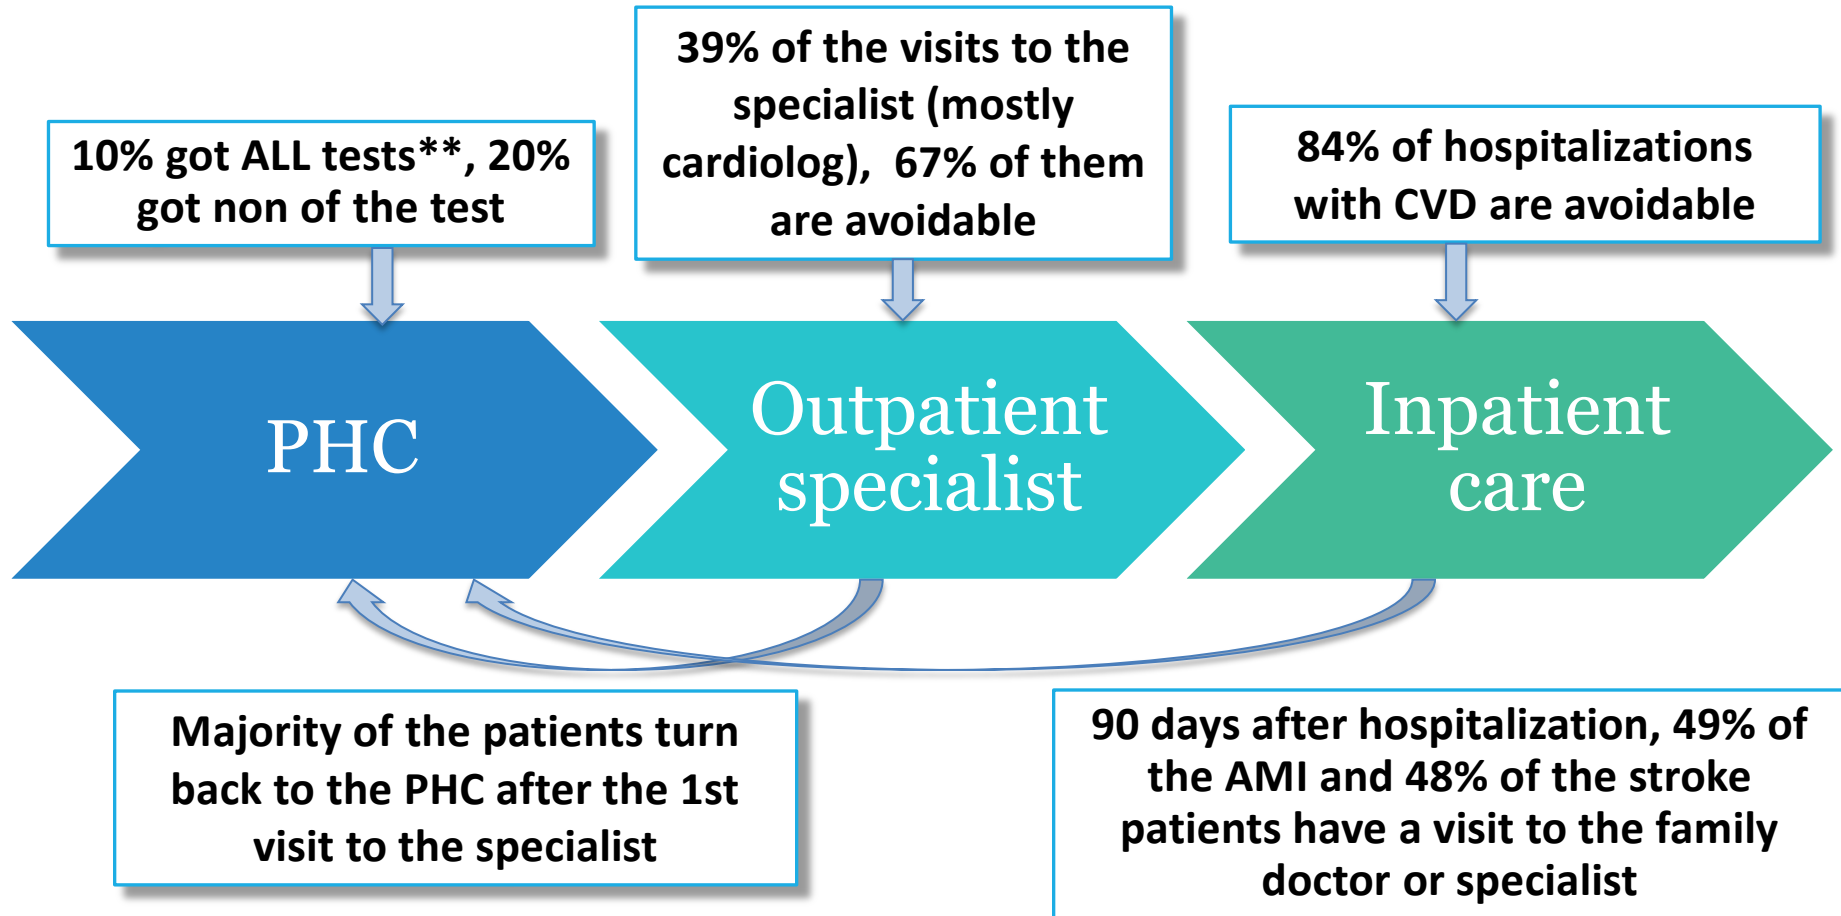 10% got ALL tests**, 20%
got non of the test
39% of the visits to the
specialist (mostly
cardiolog), 67% of them
are avoidable
84% of hospitalizations
with CVD are avoidable
PHC
Outpatient
specialist
Inpatient
care
Majority of the patients turn
back to the PHC after the 1st
visit to the specialist
90 days after hospitalization, 49% of
the AMI and 48% of the stroke
patients have a visit to the family
doctor or specialist